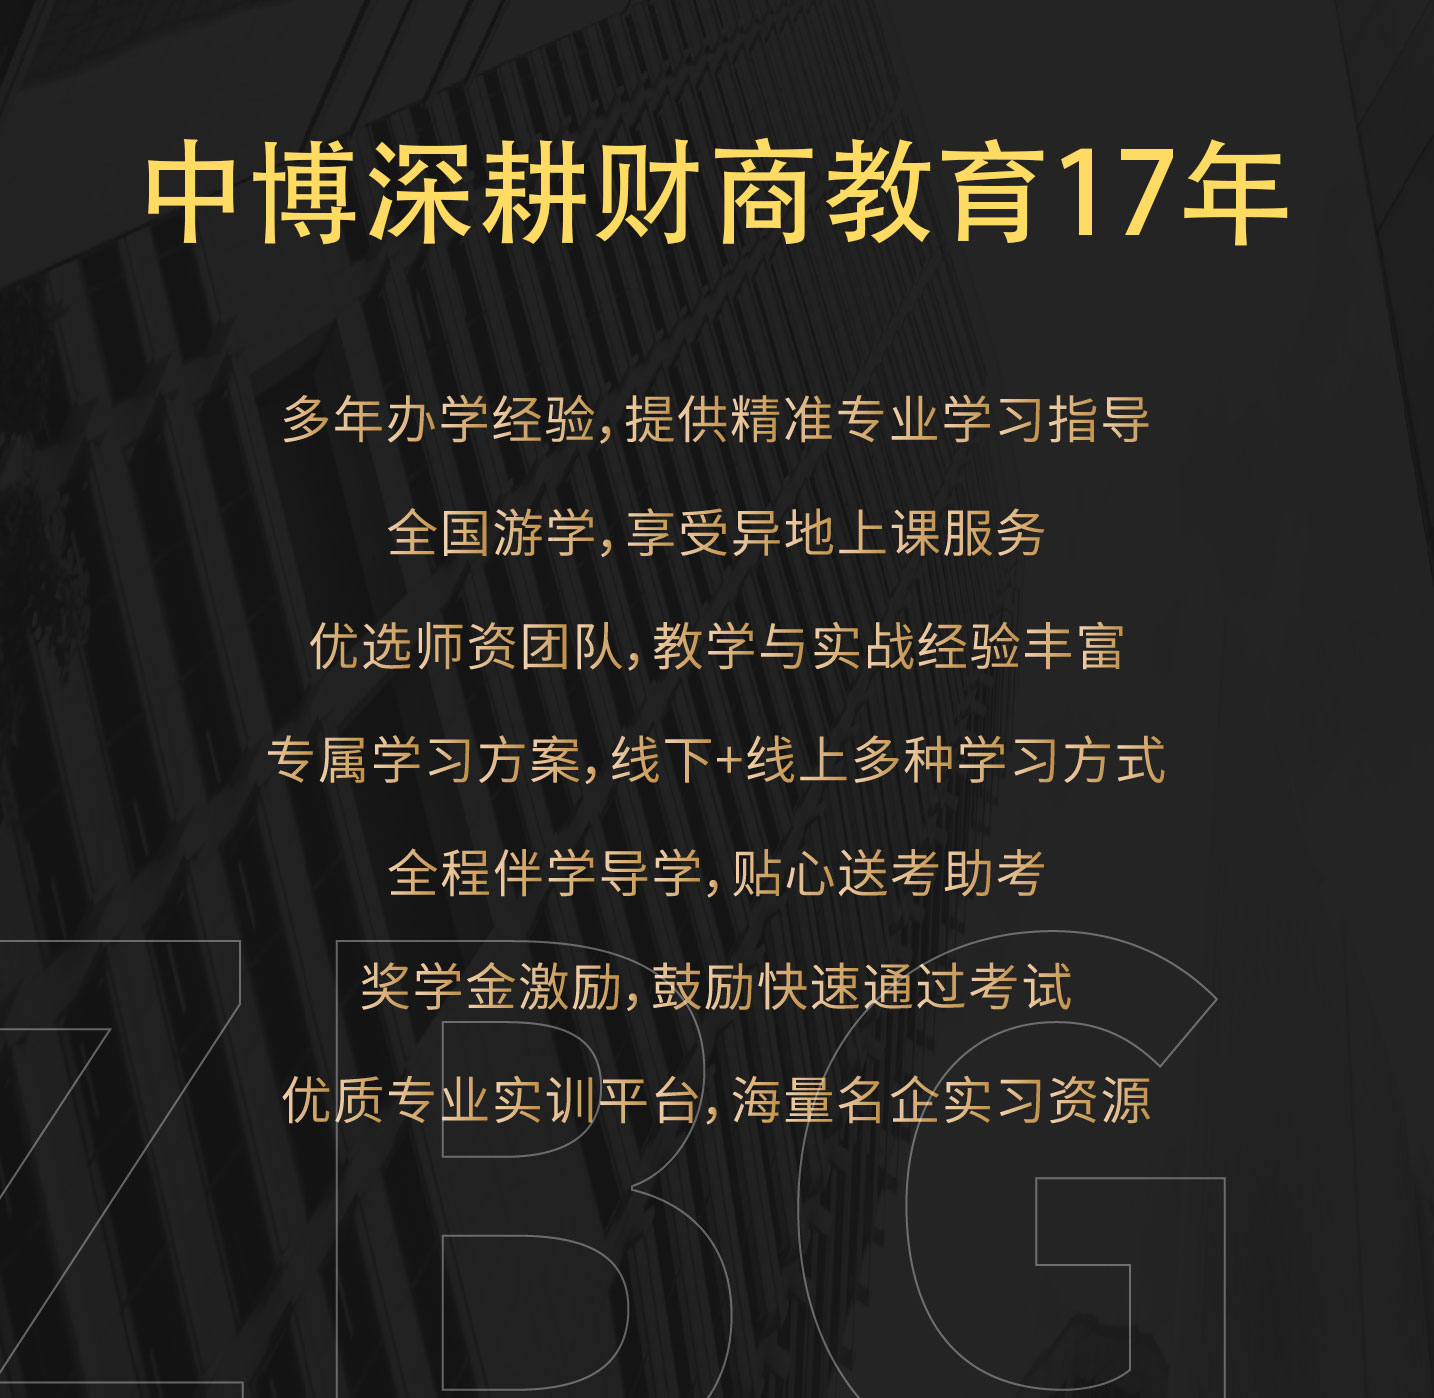 中博深耕财商教育17年
多年办学经验，提供精准专业学习指导
全国游学，享受异地上课服务
优选师资团队，教学与实战经验丰富
专属学习方案，线下+线上多种学习方式
全程伴学导学，贴心送考助考
奖学金激励，鼓励快速通过考试
优质专业实训平台，海量名企实习资源
ZBG